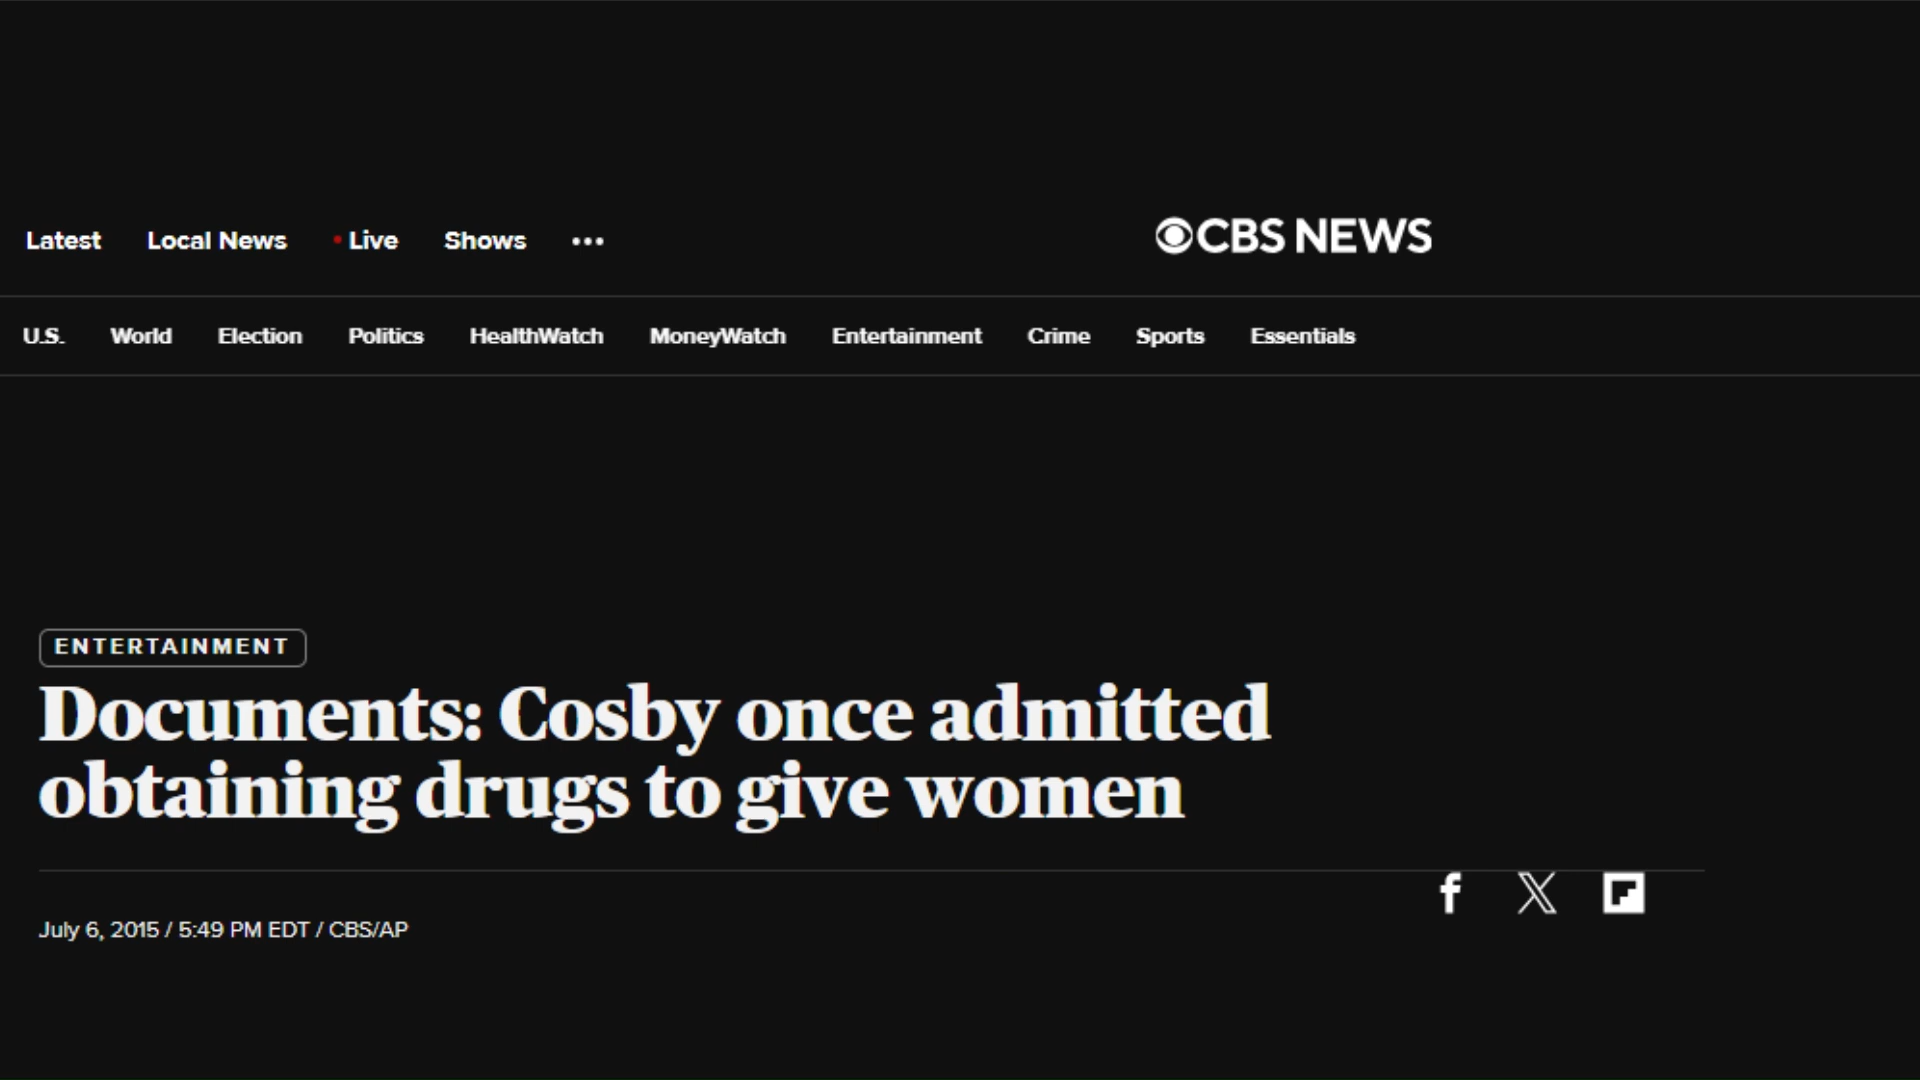 Latest Local News Live Shows ...
CBS NEWS
U.S. World Election Politics HealthWatch MoneyWatch Entertainment Crime Sports Essentials
ENTERTAINMENT
Documents: Cosby once admitted
obtaining drugs to give women
July 6, 2015 / 5:49 PM EDT / CBS/AP